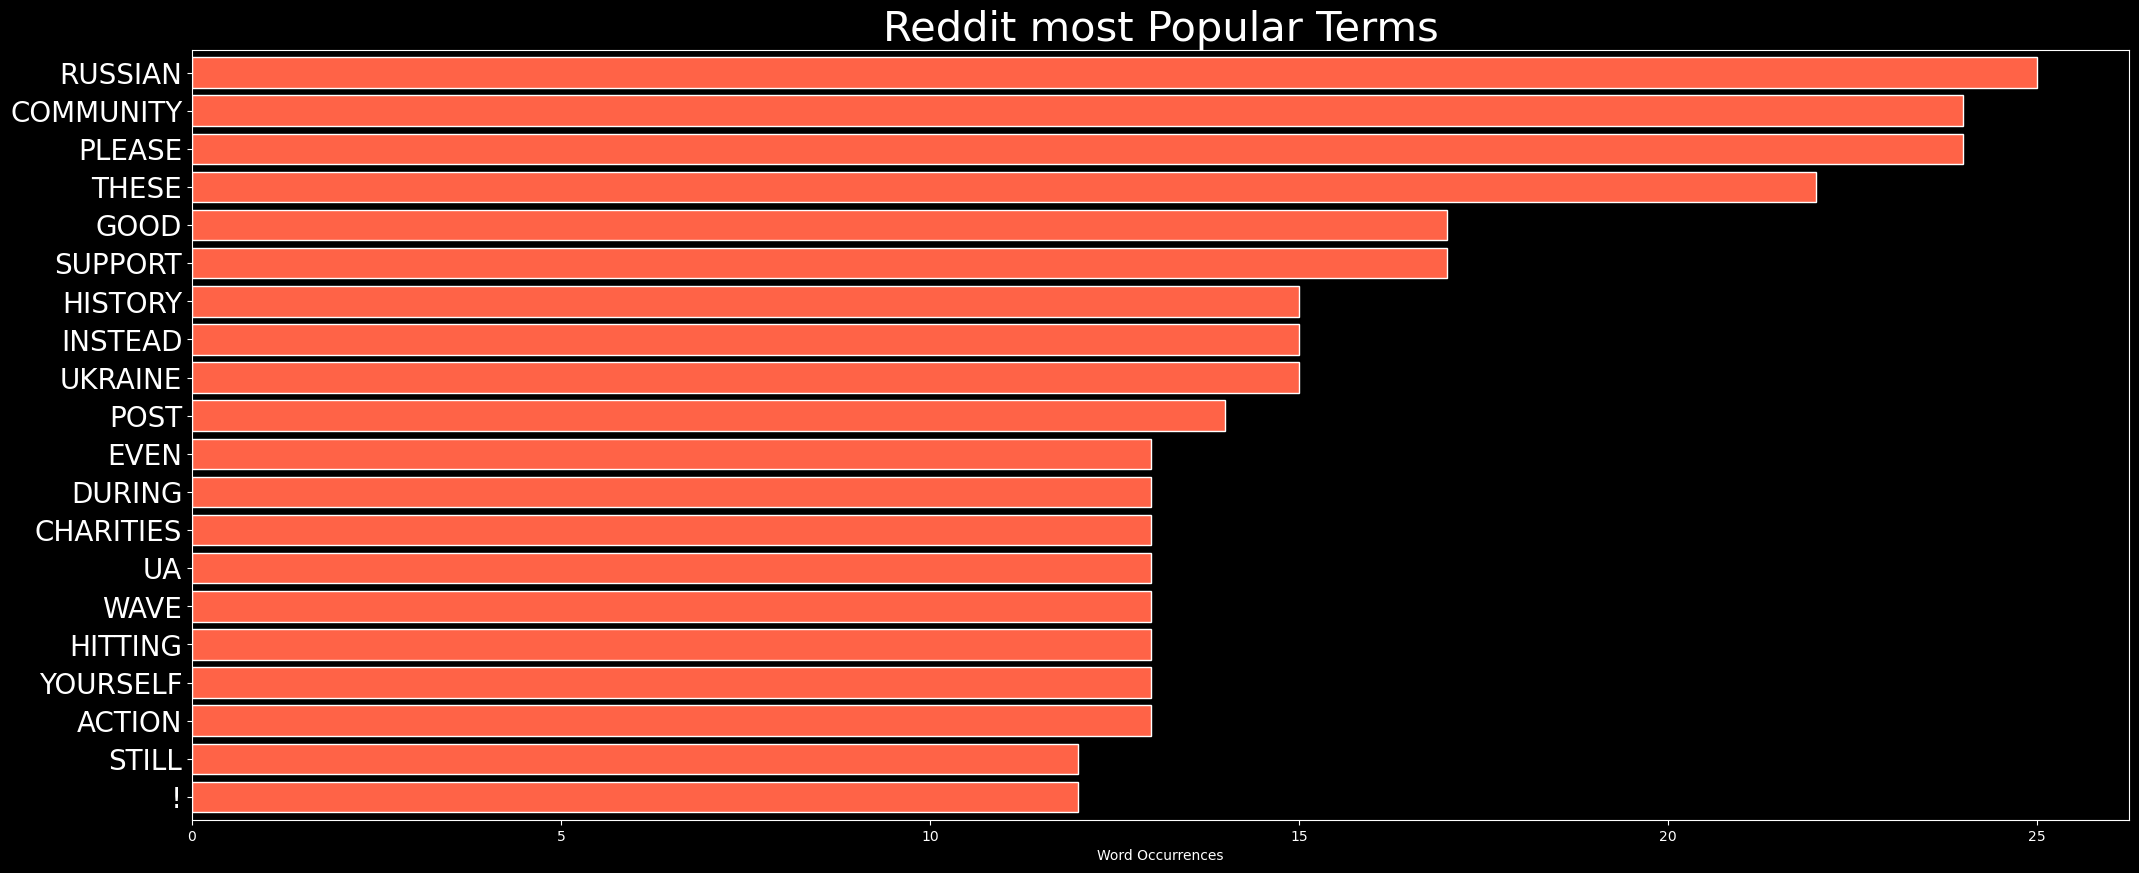 Reddit most Popular Terms
RUSSIAN
COMMUNITY
PLEASE
THESE
GOOD
SUPPORT
HISTORY
INSTEAD
UKRAINE
POST
EVEN
DURING
CHARITIES
UA
WAVE
HITTING
YOURSELF
ACTION
STILL
!
0 5 10 15 20 25
Word Occurrences